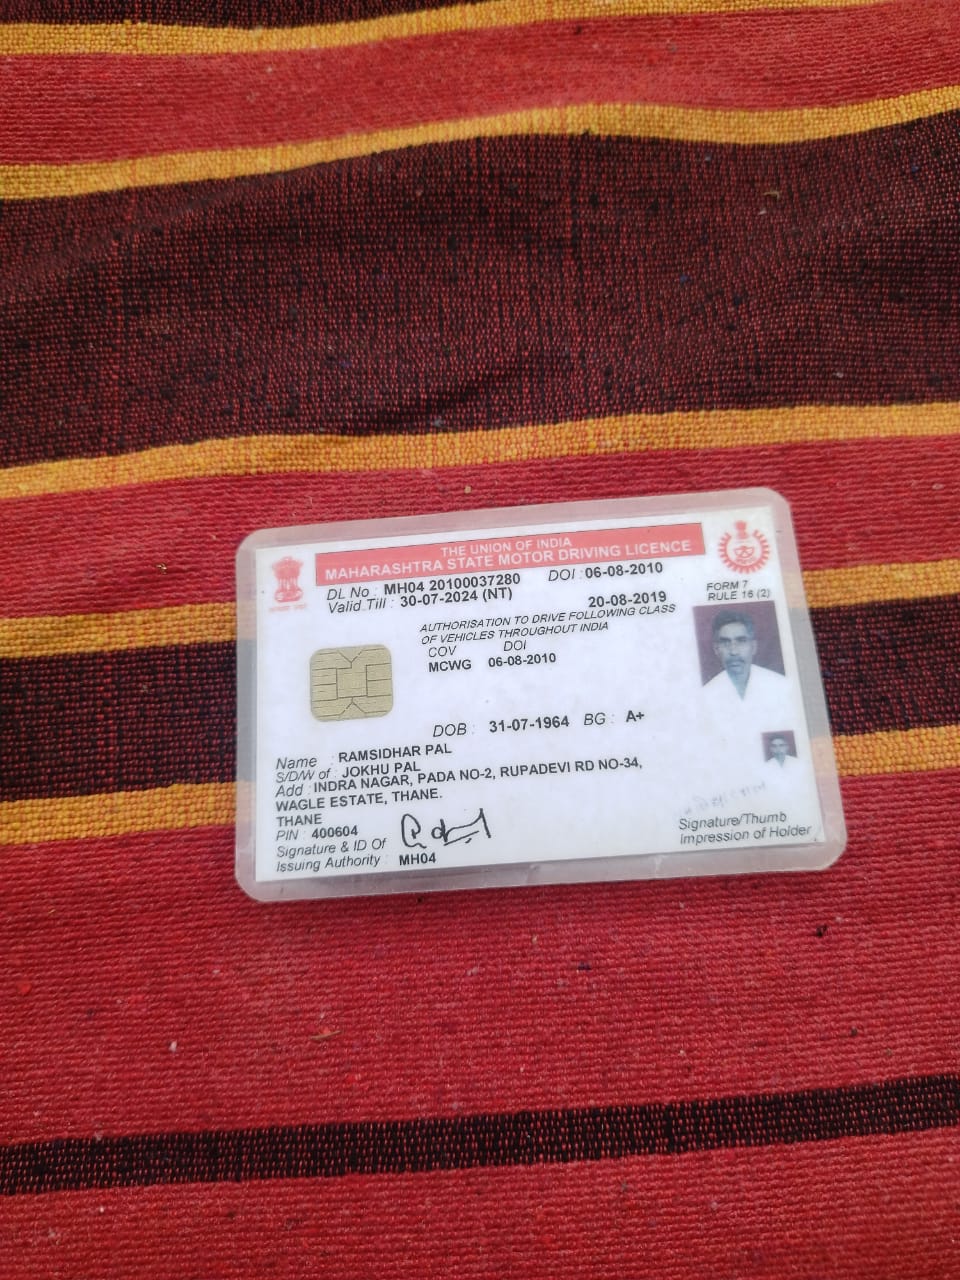 THE UNION OF INDIA
MAHARASHTRA STATE MOTOR DRIVING LICENCE
DL No : MH04 20100037280 DOI : 06-08-2010
Valid Till : 30-07-2024 (NT) 20-08-2019
FORM 7
RULE 16 (2)
AUTHORISATION TO DRIVE FOLLOWING CLASS
OF VEHICLES THROUGHOUT INDIA
COV DOI
MCWG 06-08-2010
DOB : 31-07-1964 BG : A+
Name : RAMSIDHAR PAL
S/D/W of : JOKHU PAL
Add : INDRA NAGAR, PADA NO-2, RUPADEVI RD NO-34,
WAGLE ESTATE, THANE.
THANE
PIN : 400604
Signature & ID Of
Issuing Authority : MH04
Signature/Thumb
Impression of Holder